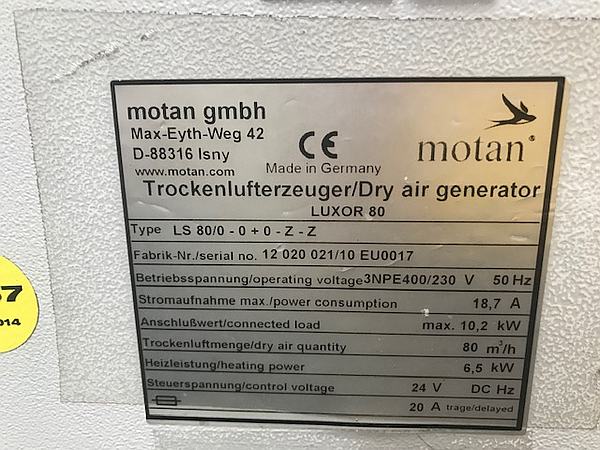 motan gmbh
Max-Eyth-Weg 42
D-88316 Isny
www.motan.com
CE
Made in Germany
motan®
Trockenlufterzeuger/Dry air generator
LUXOR 80
Type LS 80/0 - 0 + 0 - Z - Z
Fabrik-Nr./serial no. 12 020 021/10 EU0017
Betriebsspannung/operating voltage 3NPE400/230 V 50 Hz
Stromaufnahme max./power consumption 18,7 A
Anschlußwert/connected load max. 10,2 kW
Trockenluftmenge/dry air quantity 80 m³/h
Heizleistung/heating power 6,5 kW
Steuerspannung/control voltage 24 V DC Hz
20 A trage/delayed
7
014